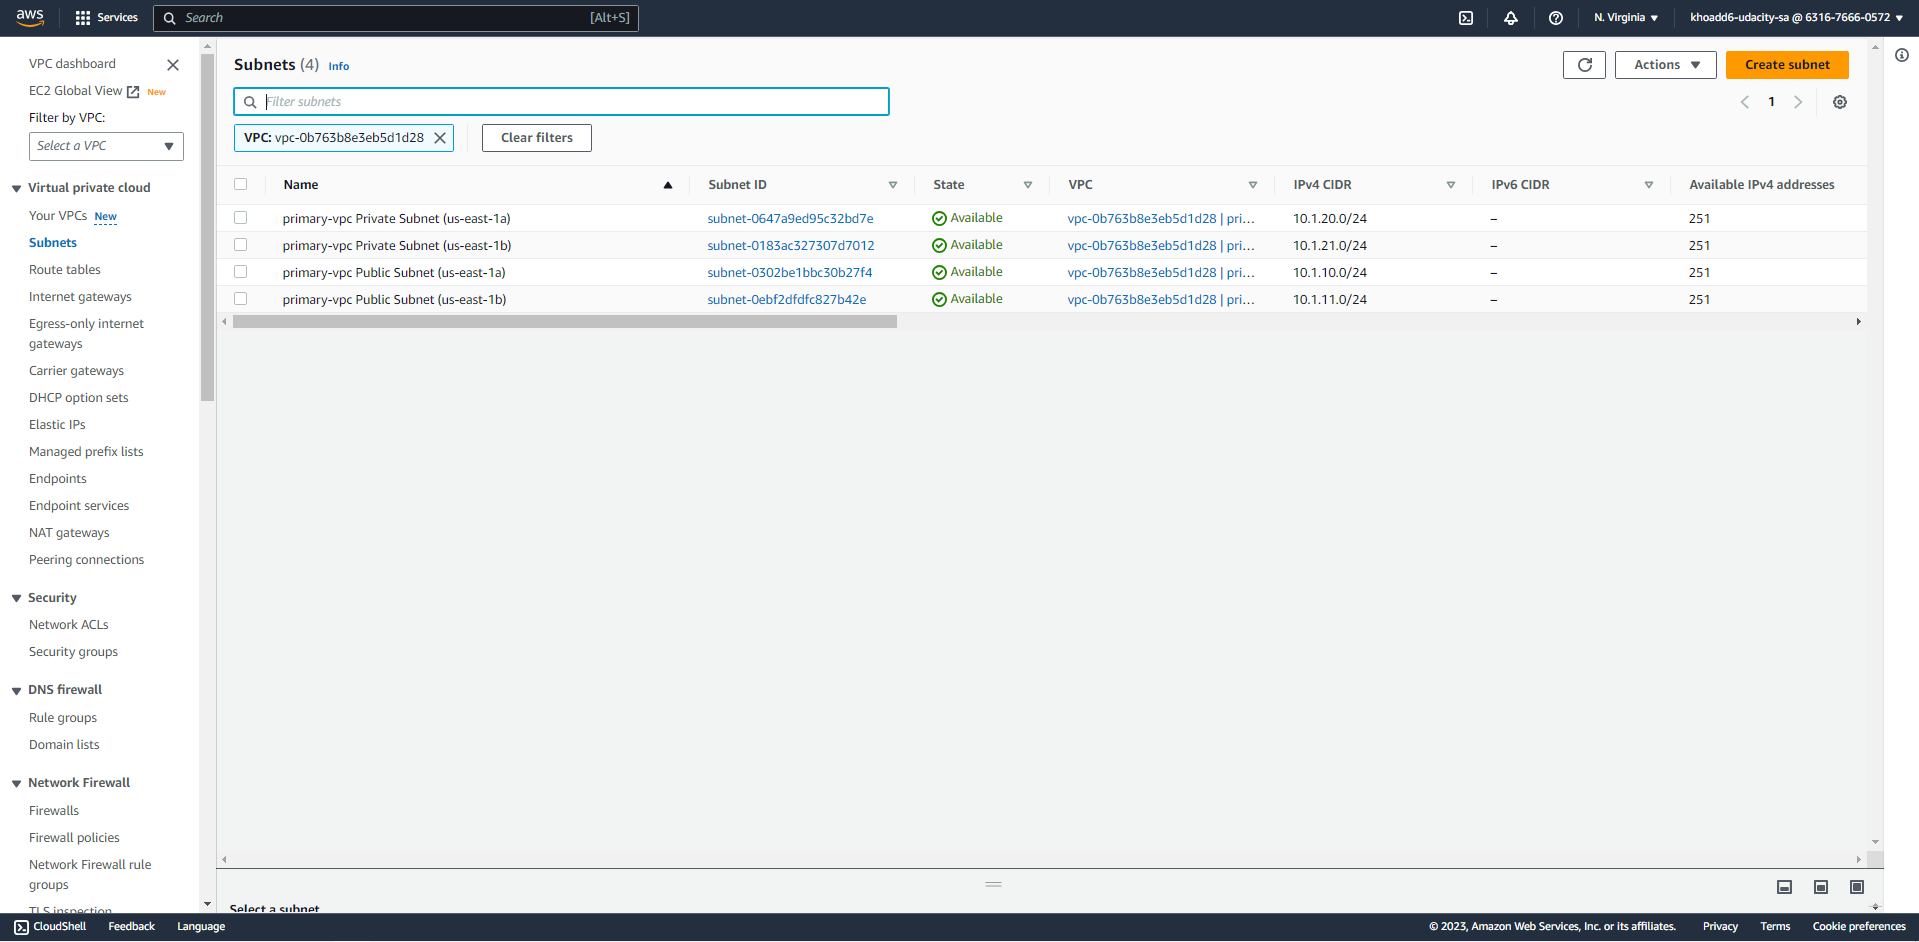 aws Services Search [Alt+S] N. Virginia khoadd6-udacity-sa @ 6316-7666-0572
VPC dashboard
EC2 Global View New
Filter by VPC:
Select a VPC
Virtual private cloud
Your VPCs New
Subnets
Route tables
Internet gateways
Egress-only internet
gateways
Carrier gateways
DHCP option sets
Elastic IPs
Managed prefix lists
Endpoints
Endpoint services
NAT gateways
Peering connections
Security
Network ACLs
Security groups
DNS firewall
Rule groups
Domain lists
Network Firewall
Firewalls
Firewall policies
Network Firewall rule
groups
TLS inspection
Subnets (4) Info
Actions Create subnet
Filter subnets
1
VPC: vpc-0b763b8e3eb5d1d28 Clear filters
Name Subnet ID State VPC IPv4 CIDR IPv6 CIDR Available IPv4 addresses
primary-vpc Private Subnet (us-east-1a) subnet-0647a9ed95c32bd7e Available vpc-0b763b8e3eb5d1d28 | pri... 10.1.20.0/24 – 251
primary-vpc Private Subnet (us-east-1b) subnet-0183ac327307d7012 Available vpc-0b763b8e3eb5d1d28 | pri... 10.1.21.0/24 – 251
primary-vpc Public Subnet (us-east-1a) subnet-0302be1bbc30b27f4 Available vpc-0b763b8e3eb5d1d28 | pri... 10.1.10.0/24 – 251
primary-vpc Public Subnet (us-east-1b) subnet-0ebf2dfdfc827b42e Available vpc-0b763b8e3eb5d1d28 | pri... 10.1.11.0/24 – 251
Select a subnet
CloudShell Feedback Language © 2023, Amazon Web Services, Inc. or its affiliates. Privacy Terms Cookie preferences